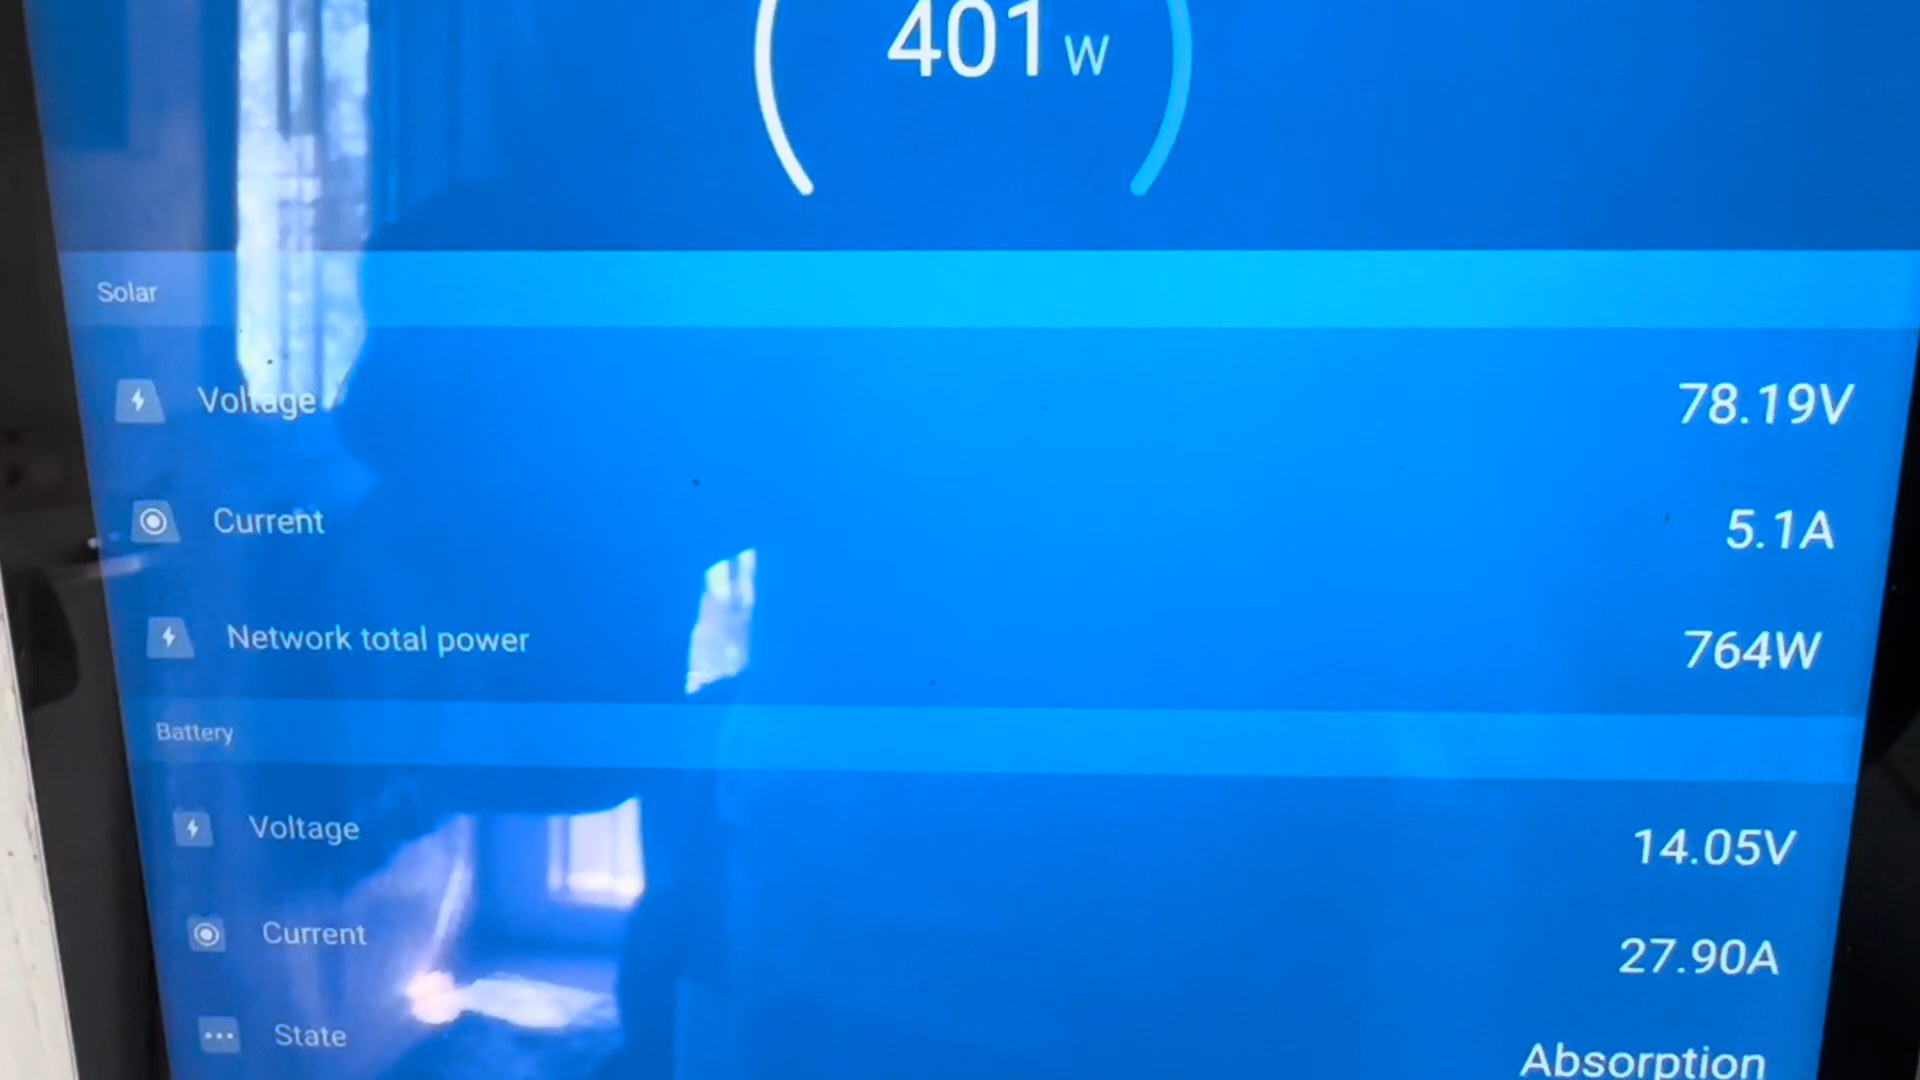 401W
Solar
Voltage 78.19V
Current 5.1A
Network total power 764W
Battery
Voltage 14.05V
Current 27.90A
State Absorption